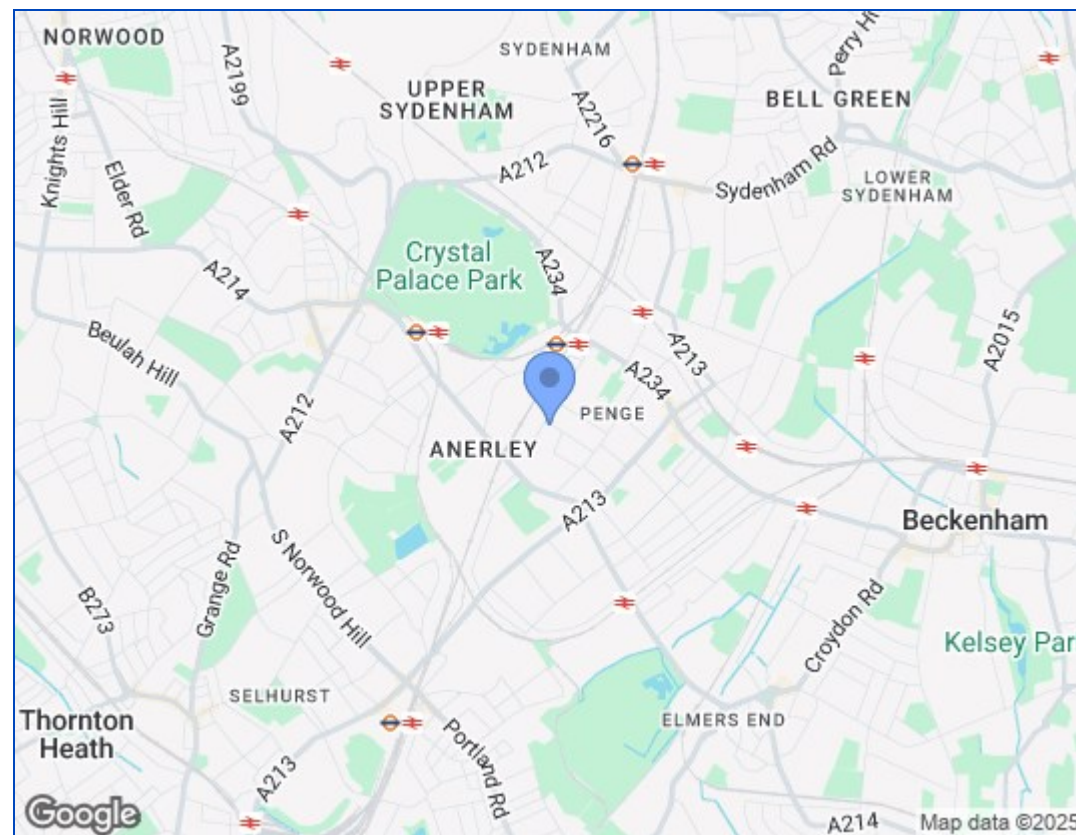 NORWOOD
A2199
SYDENHAM
Perry H
UPPER
SYDENHAM
A2216
BELL GREEN
Knights Hill
Elder Rd
A212
Sydenham Rd
LOWER
SYDENHAM
A214
Crystal
Palace Park
A234
A2015
Beulah Hill
A213
A234
A212
PENGE
ANERLEY
A213
Beckenham
S Norwood Hill
Grange Rd
B273
Croydon Rd
Kelsey Par
SELHURST
ELMERS END
Thornton
Heath
Portland Rd
A213
A214
Google
Map data ©2025